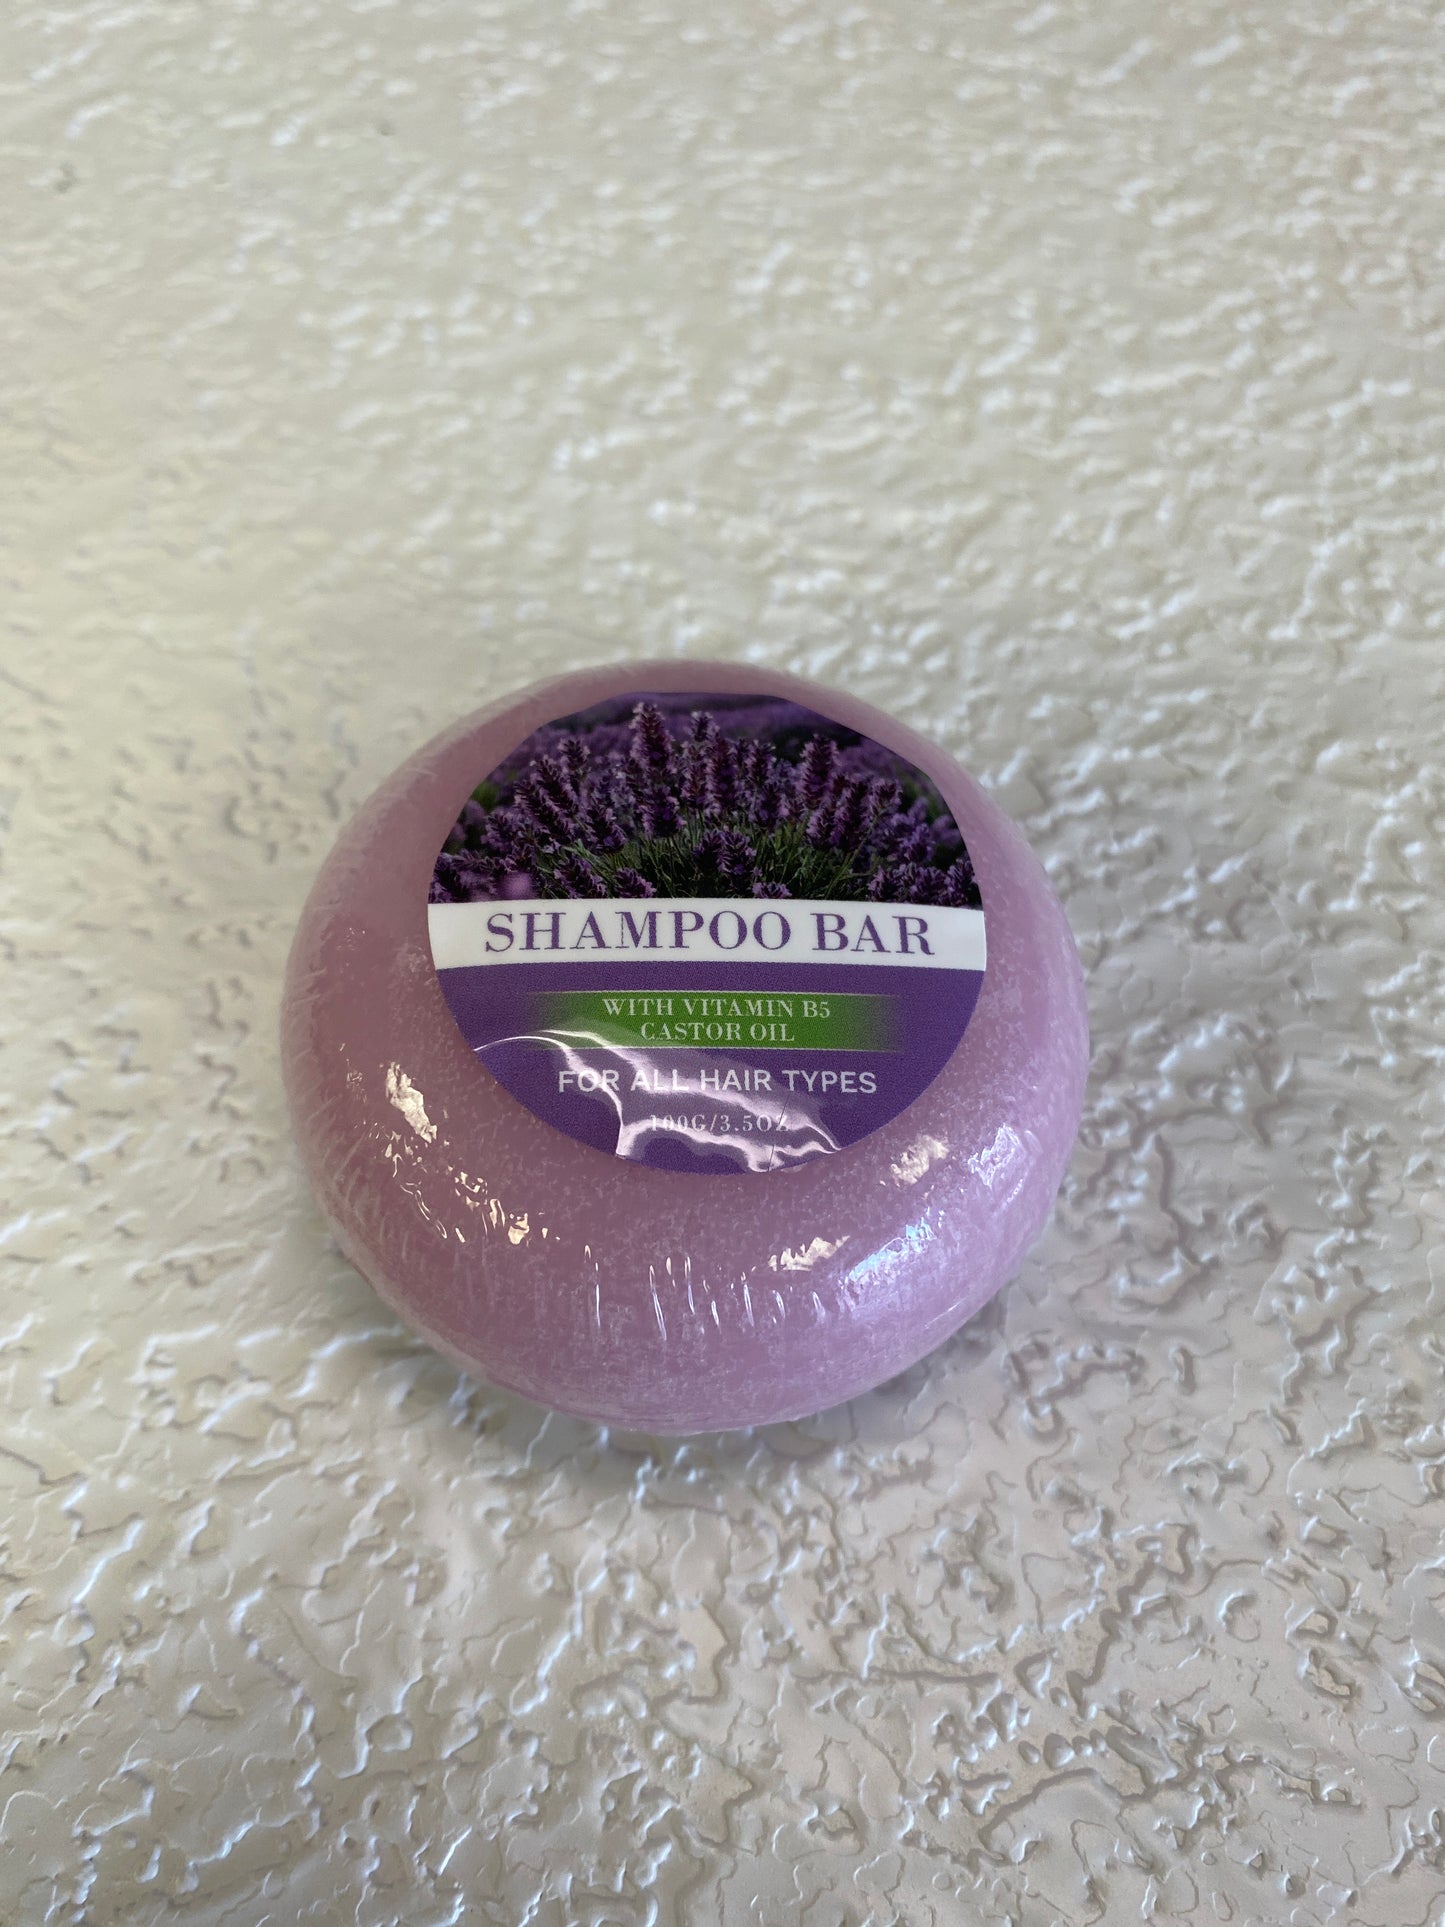 SHAMPOO BAR
WITH VITAMIN B5
CASTOR OIL
FOR ALL HAIR TYPES
100G/3.5OZ